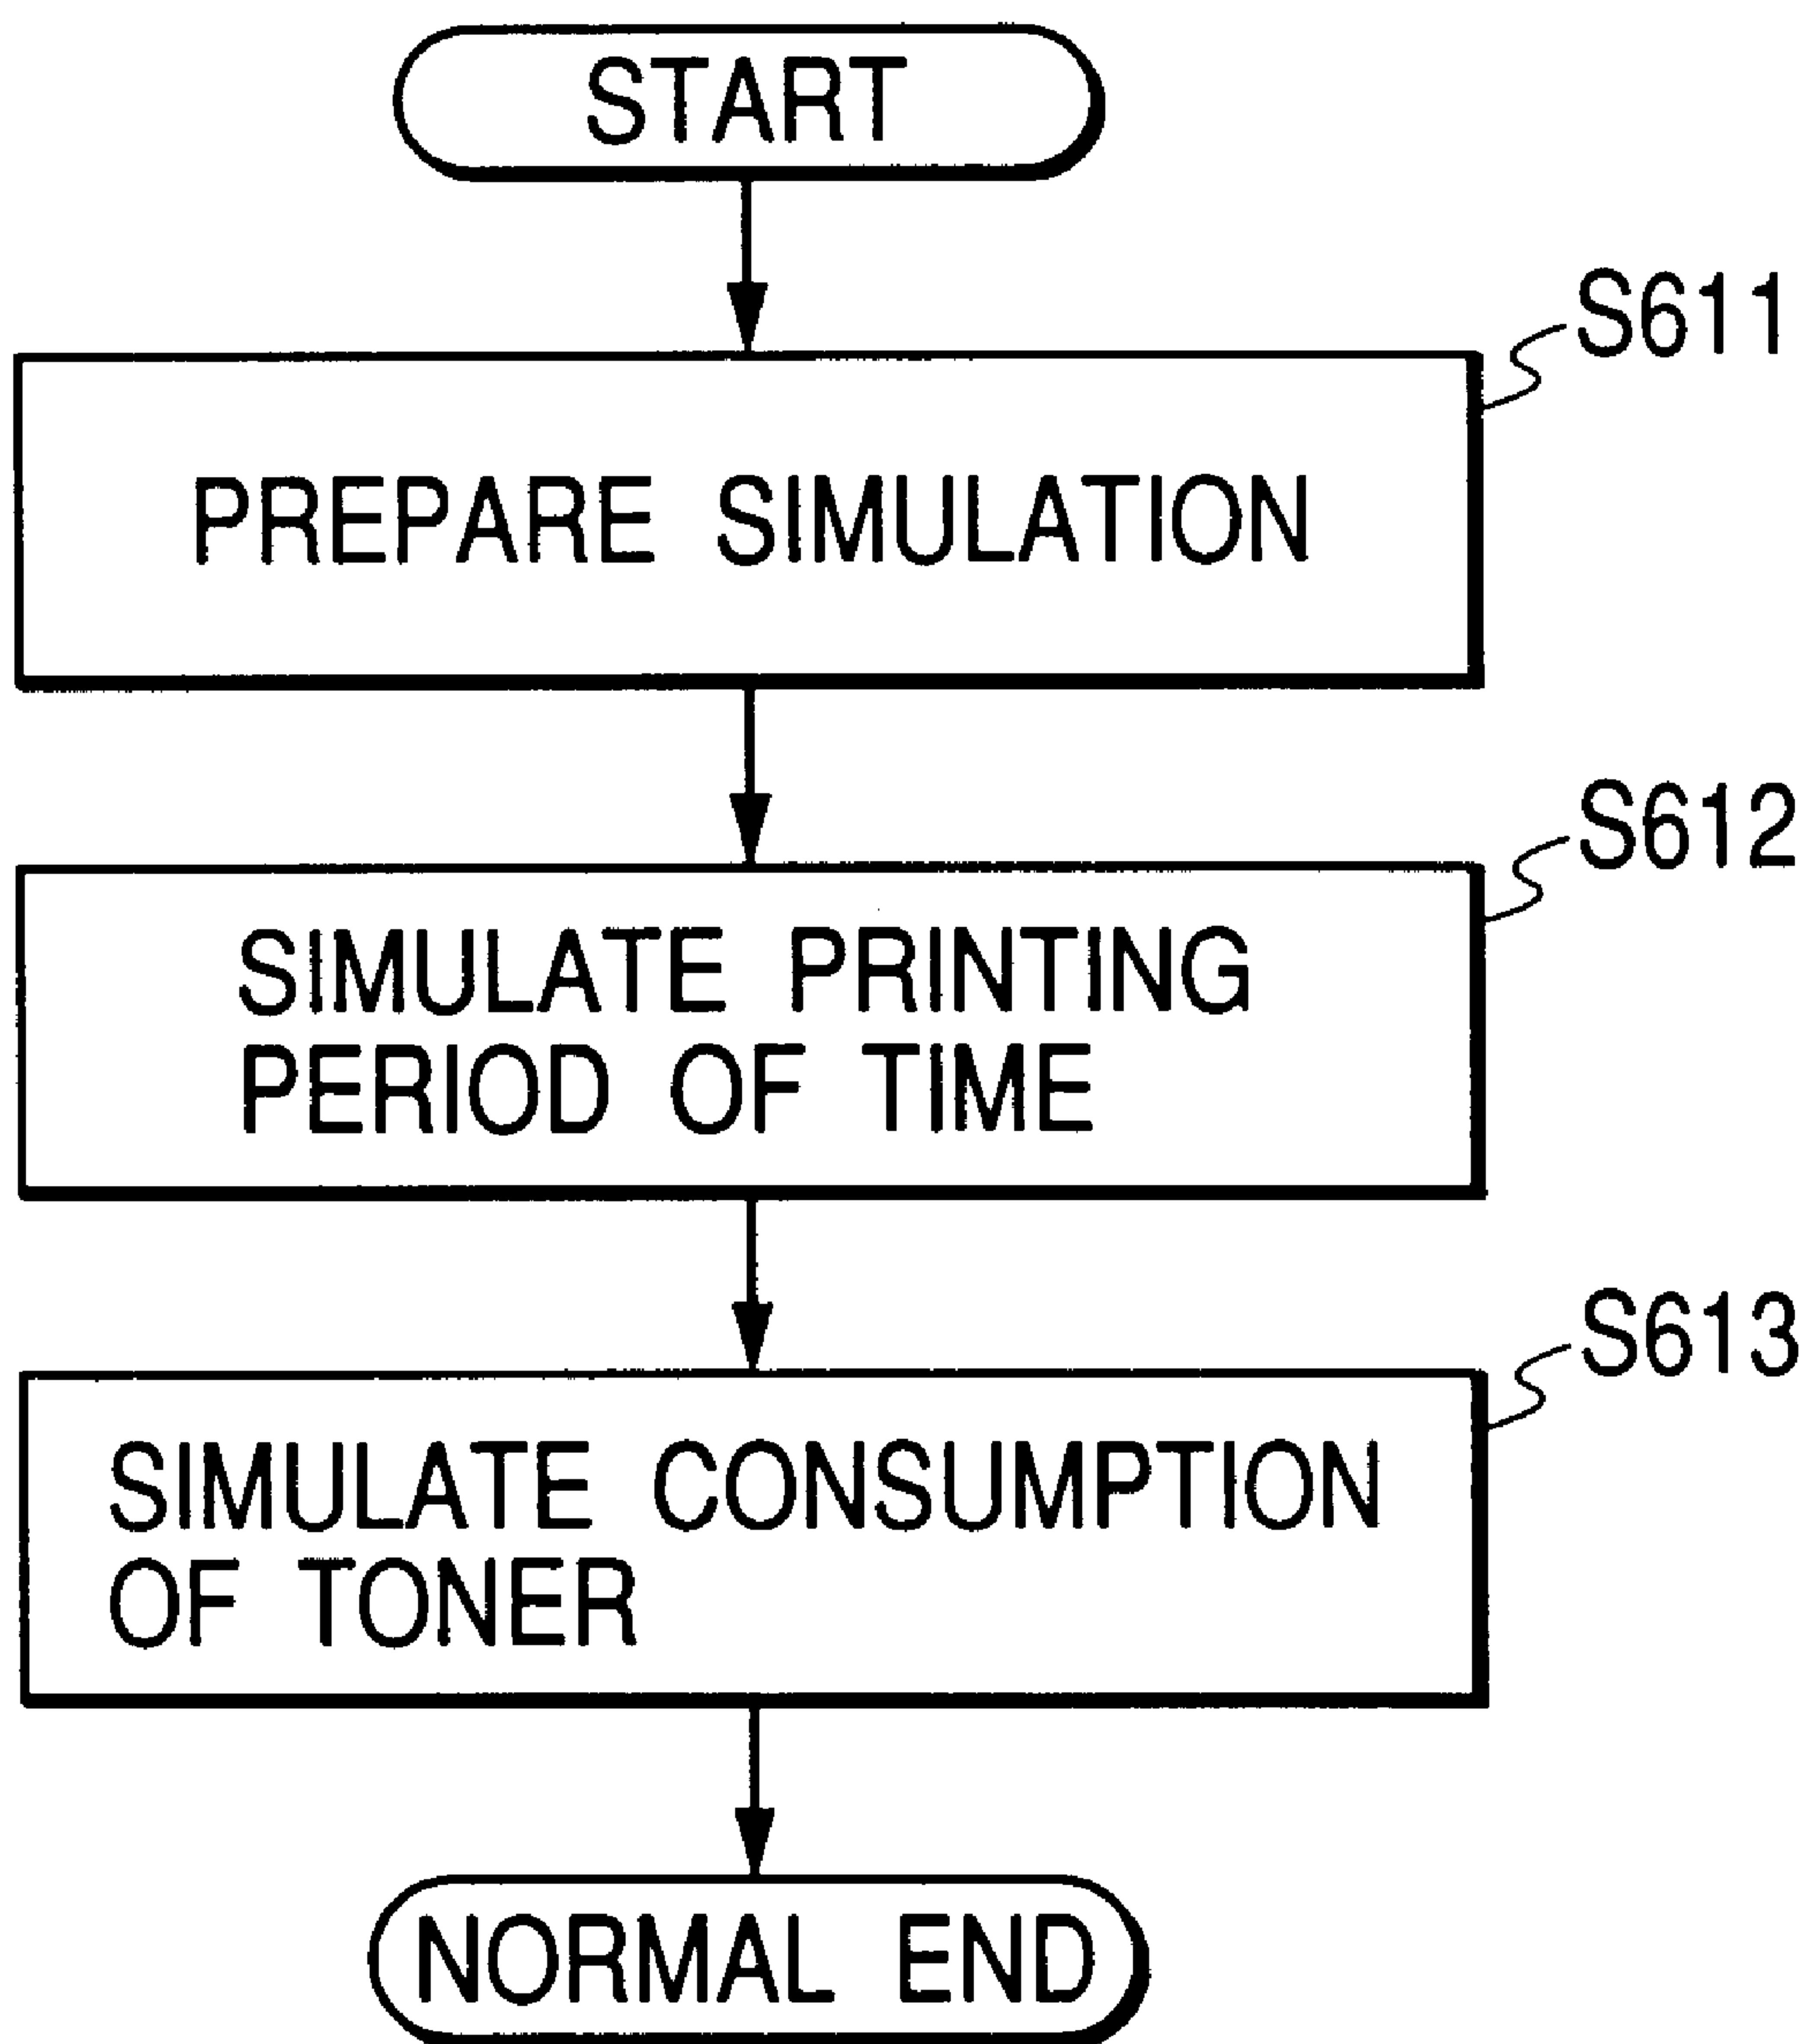 START
S611
PREPARE SIMULATION
S612
SIMULATE PRINTING
PERIOD OF TIME
S613
SIMULATE CONSUMPTION
OF TONER
NORMAL END